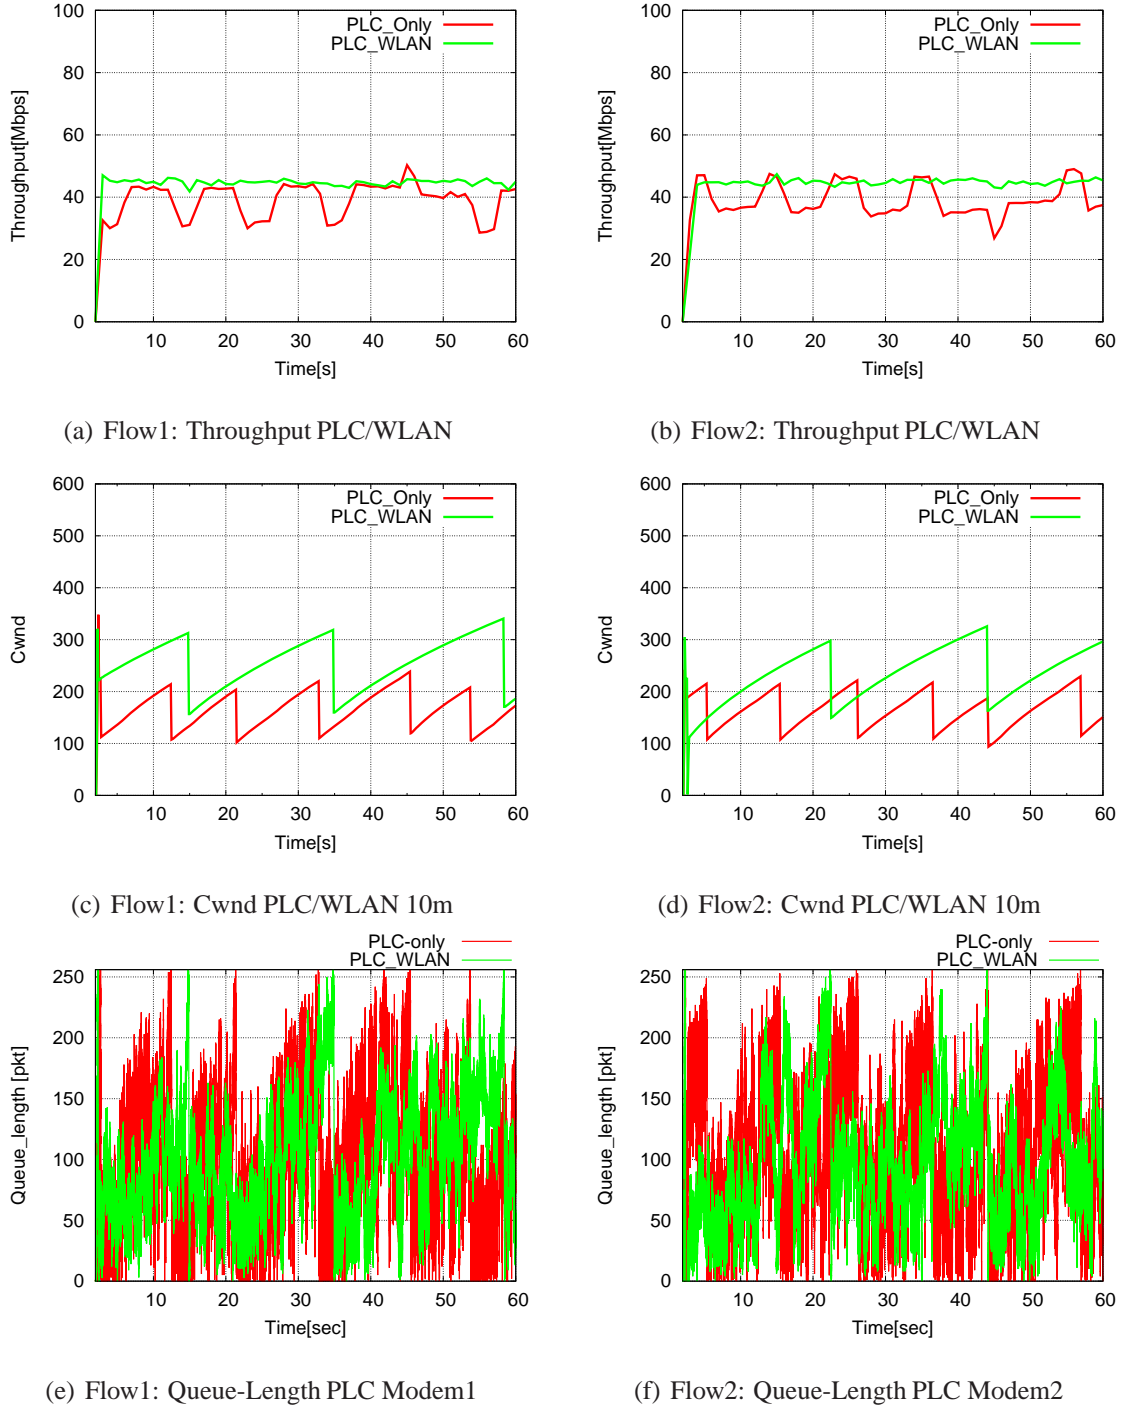 100
80
60
40
20
0
Throughput[Mbps]
PLC_Only
PLC_WLAN
10 20 30 40 50 60
Time[s]
(a) Flow1: Throughput PLC/WLAN
100
80
60
40
20
0
Throughput[Mbps]
PLC_Only
PLC_WLAN
10 20 30 40 50 60
Time[s]
(b) Flow2: Throughput PLC/WLAN
600
500
400
300
200
100
0
Cwnd
PLC_Only
PLC_WLAN
10 20 30 40 50 60
Time[s]
(c) Flow1: Cwnd PLC/WLAN 10m
600
500
400
300
200
100
0
Cwnd
PLC_Only
PLC_WLAN
10 20 30 40 50 60
Time[s]
(d) Flow2: Cwnd PLC/WLAN 10m
PLC-only
PLC_WLAN
250
200
150
100
50
0
Queue_length [pkt]
10 20 30 40 50 60
Time[sec]
(e) Flow1: Queue-Length PLC Modem1
PLC-only
PLC_WLAN
250
200
150
100
50
0
Queue_length [pkt]
10 20 30 40 50 60
Time[sec]
(f) Flow2: Queue-Length PLC Modem2